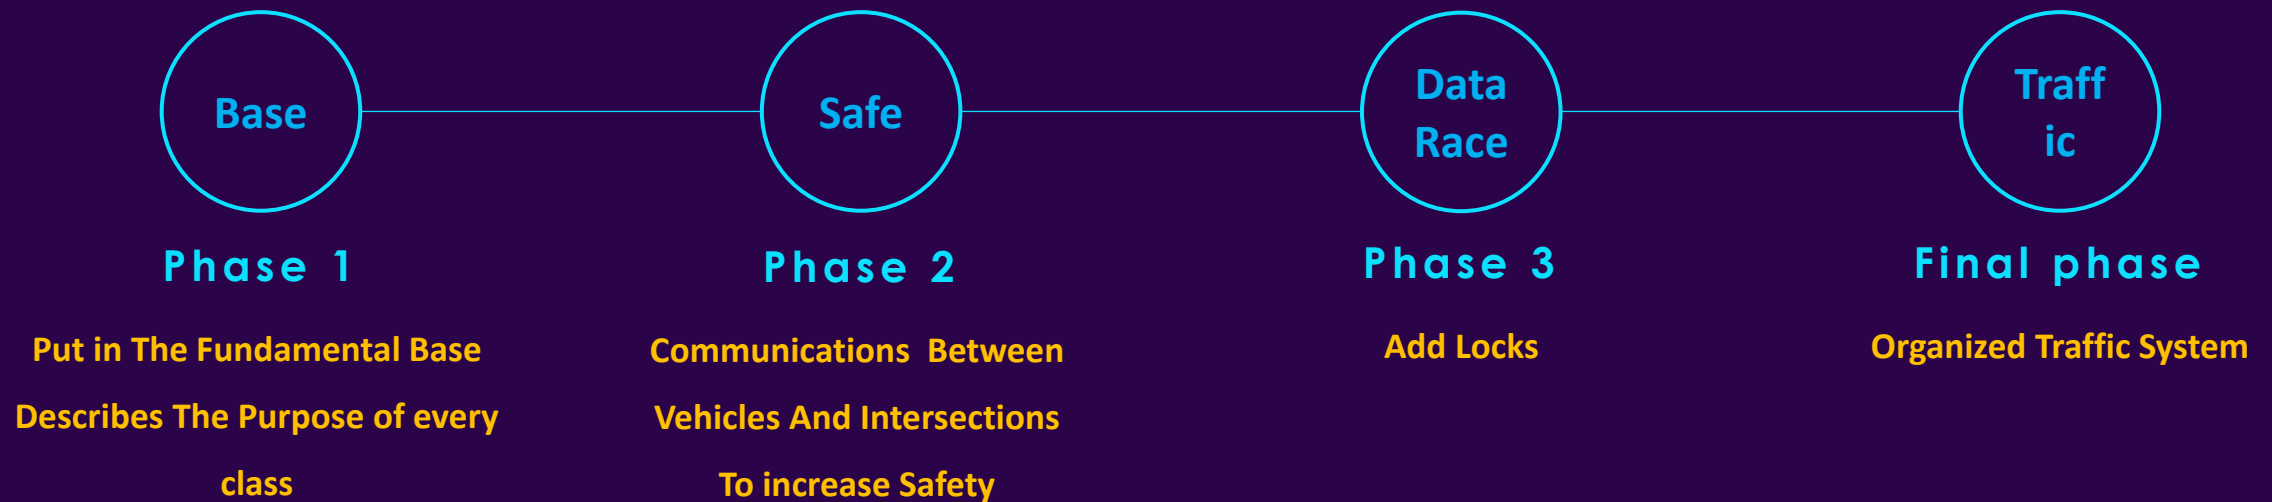 Base
Safe
Data
Race
Traff
ic
Phase 1
Phase 2
Phase 3
Final phase
Put in The Fundamental Base
Describes The Purpose of every
class
Communications Between
Vehicles And Intersections
To increase Safety
Add Locks
Organized Traffic System